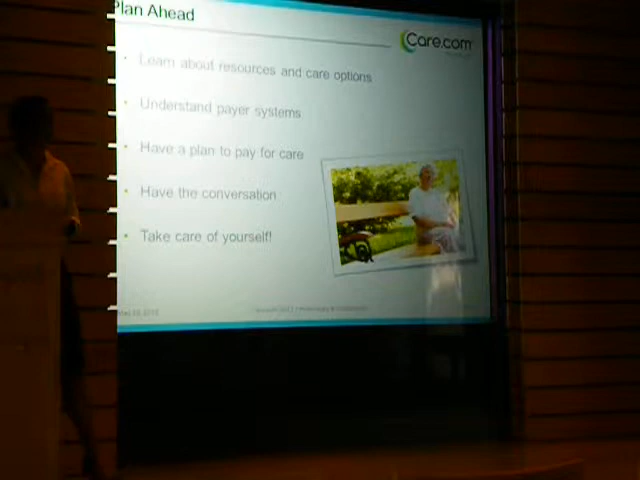 Plan Ahead
Care.com
• Learn about resources and care options
• Understand payer systems
• Have a plan to pay for care
• Have the conversation
• Take care of yourself!